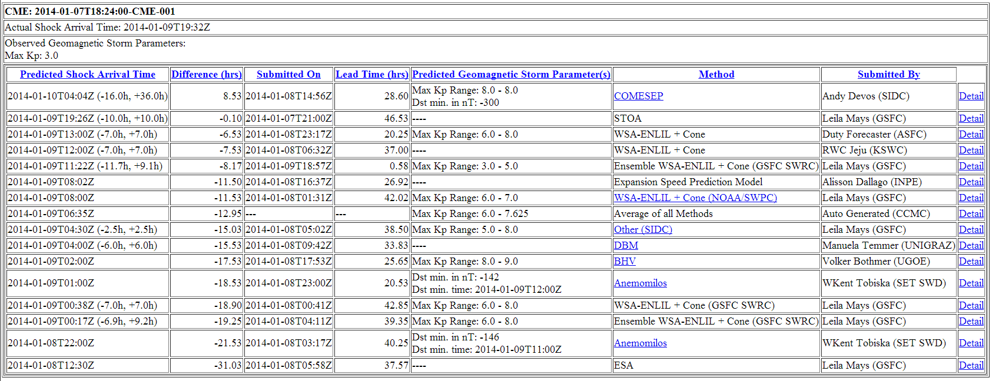 CME: 2014-01-07T18:24:00-CME-001
Actual Shock Arrival Time: 2014-01-09T19:32Z
Observed Geomagnetic Storm Parameters:
Max Kp: 3.0
Predicted Shock Arrival Time Difference (hrs) Submitted On Lead Time (hrs) Predicted Geomagnetic Storm Parameter(s) Method Submitted By
2014-01-10T04:04Z (-16.0h, +36.0h) 8.53 2014-01-08T14:56Z 28.60 Max Kp Range: 8.0 - 8.0
Dst min. in nT: -300 COMESEP Andy Devos (SIDC) Detail
2014-01-09T19:26Z (-10.0h, +10.0h) -0.10 2014-01-07T21:00Z 46.53 ---- STOA Leila Mays (GSFC) Detail
2014-01-09T13:00Z (-7.0h, +7.0h) -6.53 2014-01-08T23:17Z 20.25 Max Kp Range: 6.0 - 8.0 WSA-ENLIL + Cone Duty Forecaster (ASFC) Detail
2014-01-09T12:00Z (-7.0h, +7.0h) -7.53 2014-01-08T06:32Z 37.00 ---- WSA-ENLIL + Cone RWC Jeju (KSWC) Detail
2014-01-09T11:22Z (-11.7h, +9.1h) -8.17 2014-01-09T18:57Z 0.58 Max Kp Range: 3.0 - 5.0 Ensemble WSA-ENLIL + Cone (GSFC SWRC) Leila Mays (GSFC) Detail
2014-01-09T08:02Z -11.50 2014-01-08T16:37Z 26.92 ---- Expansion Speed Prediction Model Alisson Dallago (INPE) Detail
2014-01-09T08:00Z -11.53 2014-01-08T01:31Z 42.02 Max Kp Range: 6.0 - 7.0 WSA-ENLIL + Cone (NOAA/SWPC) Leila Mays (GSFC) Detail
2014-01-09T06:35Z -12.95 --- --- Max Kp Range: 6.0 - 7.625 Average of all Methods Auto Generated (CCMC) Detail
2014-01-09T04:30Z (-2.5h, +2.5h) -15.03 2014-01-08T05:02Z 38.50 Max Kp Range: 5.0 - 8.0 Other (SIDC) Leila Mays (GSFC) Detail
2014-01-09T04:00Z (-6.0h, +6.0h) -15.53 2014-01-08T09:42Z 33.83 ---- DBM Manuela Temmer (UNIGRAZ) Detail
2014-01-09T02:00Z -17.53 2014-01-08T17:53Z 25.65 Max Kp Range: 8.0 - 9.0 BHV Volker Bothmer (UGOE) Detail
2014-01-09T01:00Z -18.53 2014-01-08T23:00Z 20.53 Dst min. in nT: -142
Dst min. time: 2014-01-09T12:00Z Anemomilos WKent Tobiska (SET SWD) Detail
2014-01-09T00:38Z (-7.0h, +7.0h) -18.90 2014-01-08T00:41Z 42.85 Max Kp Range: 6.0 - 8.0 WSA-ENLIL + Cone (GSFC SWRC) Leila Mays (GSFC) Detail
2014-01-09T00:17Z (-6.9h, +9.2h) -19.25 2014-01-08T04:11Z 39.35 Max Kp Range: 6.0 - 8.0 Ensemble WSA-ENLIL + Cone (GSFC SWRC) Leila Mays (GSFC) Detail
2014-01-08T22:00Z -21.53 2014-01-08T03:17Z 40.25 Dst min. in nT: -146
Dst min. time: 2014-01-09T11:00Z Anemomilos WKent Tobiska (SET SWD) Detail
2014-01-08T12:30Z -31.03 2014-01-08T05:58Z 37.57 ---- ESA Leila Mays (GSFC) Detail